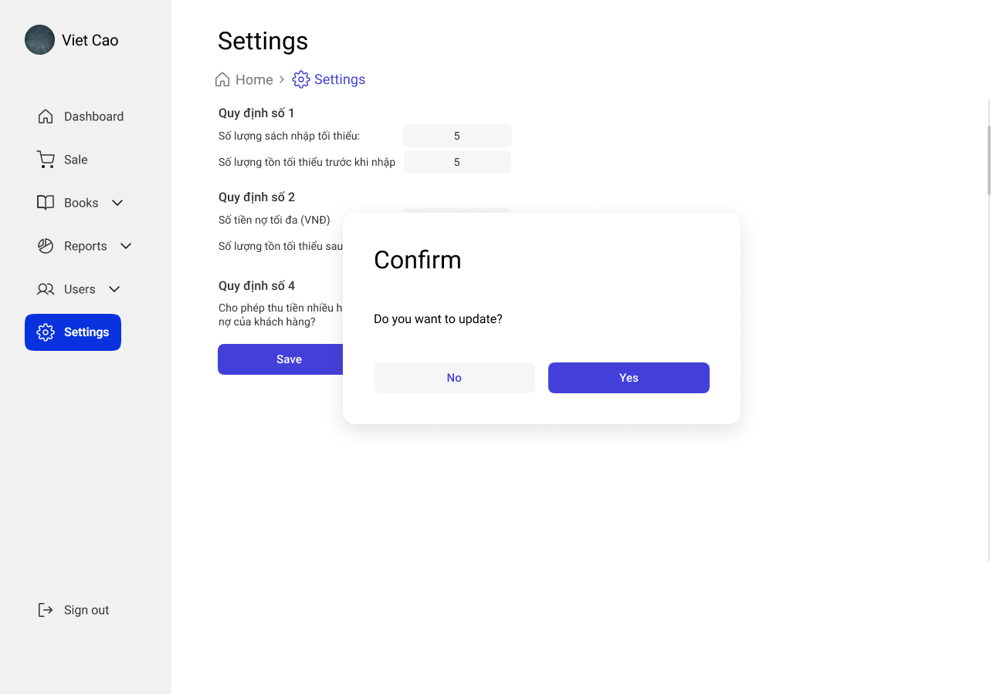 Viet Cao
Dashboard
Sale
Books
Reports
Users
Settings
Sign out
Settings
Home
Settings
Quy định số 1
Số lượng sách nhập tối thiểu:
5
Số lượng tồn tối thiểu trước khi nhập
5
Quy định số 2
Số tiền nợ tối đa (VNĐ)
Số lượng tồn tối thiểu sau
Quy định số 4
Cho phép thu tiền nhiều
nợ của khách hàng?
Save
Confirm
Do you want to update?
No
Yes